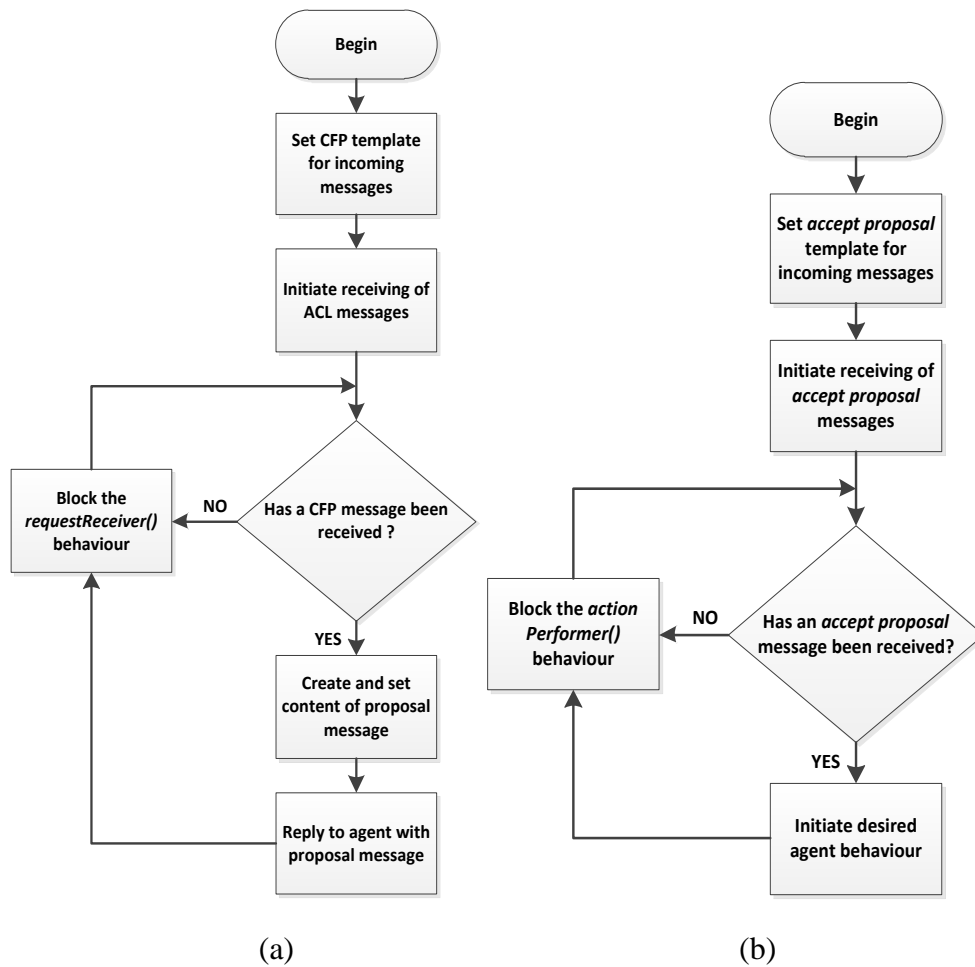 Begin
Set CFP template
for incoming
messages
Initiate receiving of
ACL messages
Has a CFP message been
received ?
NO
Block the
requestReceiver()
behaviour
YES
Create and set
content of proposal
message
Reply to agent with
proposal message
(a)
Begin
Set accept proposal
template for
incoming messages
Initiate receiving of
accept proposal
messages
Has an accept proposal
message been received?
NO
Block the action
Performer()
behaviour
YES
Initiate desired
agent behaviour
(b)